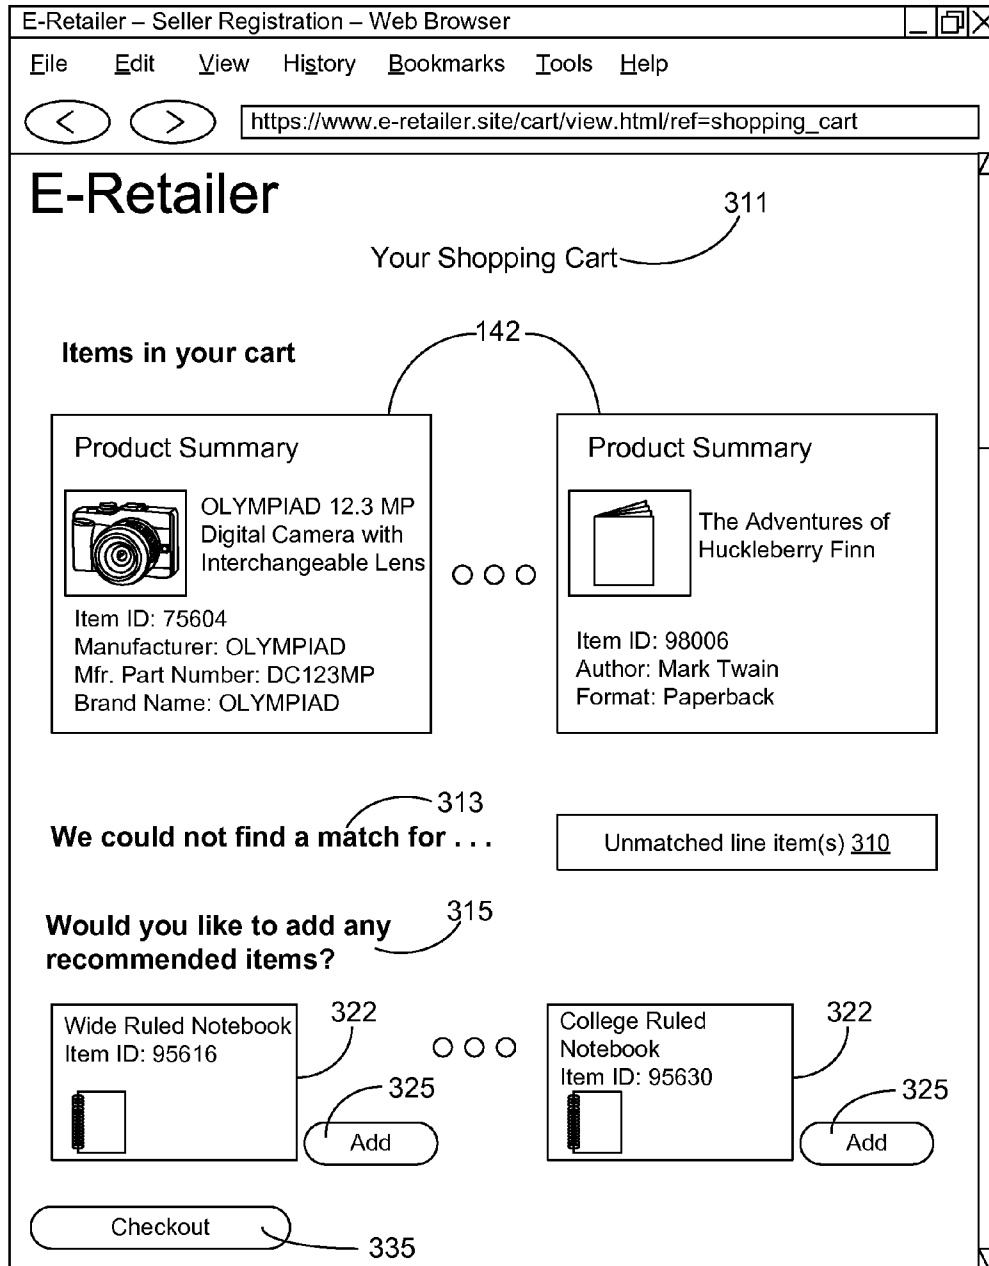 E-Retailer – Seller Registration – Web Browser
File Edit View History Bookmarks Tools Help
< >
https://www.e-retailer.site/cart/view.html/ref=shopping_cart
E-Retailer
311
Your Shopping Cart
142
Items in your cart
Product Summary
OLYMPIAD 12.3 MP
Digital Camera with
Interchangeable Lens
Item ID: 75604
Manufacturer: OLYMPIAD
Mfr. Part Number: DC123MP
Brand Name: OLYMPIAD
Product Summary
The Adventures of
Huckleberry Finn
Item ID: 98006
Author: Mark Twain
Format: Paperback
313
We could not find a match for . . .
Unmatched line item(s) 310
315
Would you like to add any
recommended items?
Wide Ruled Notebook
Item ID: 95616
322
325
Add
College Ruled
Notebook
Item ID: 95630
322
325
Add
Checkout
335